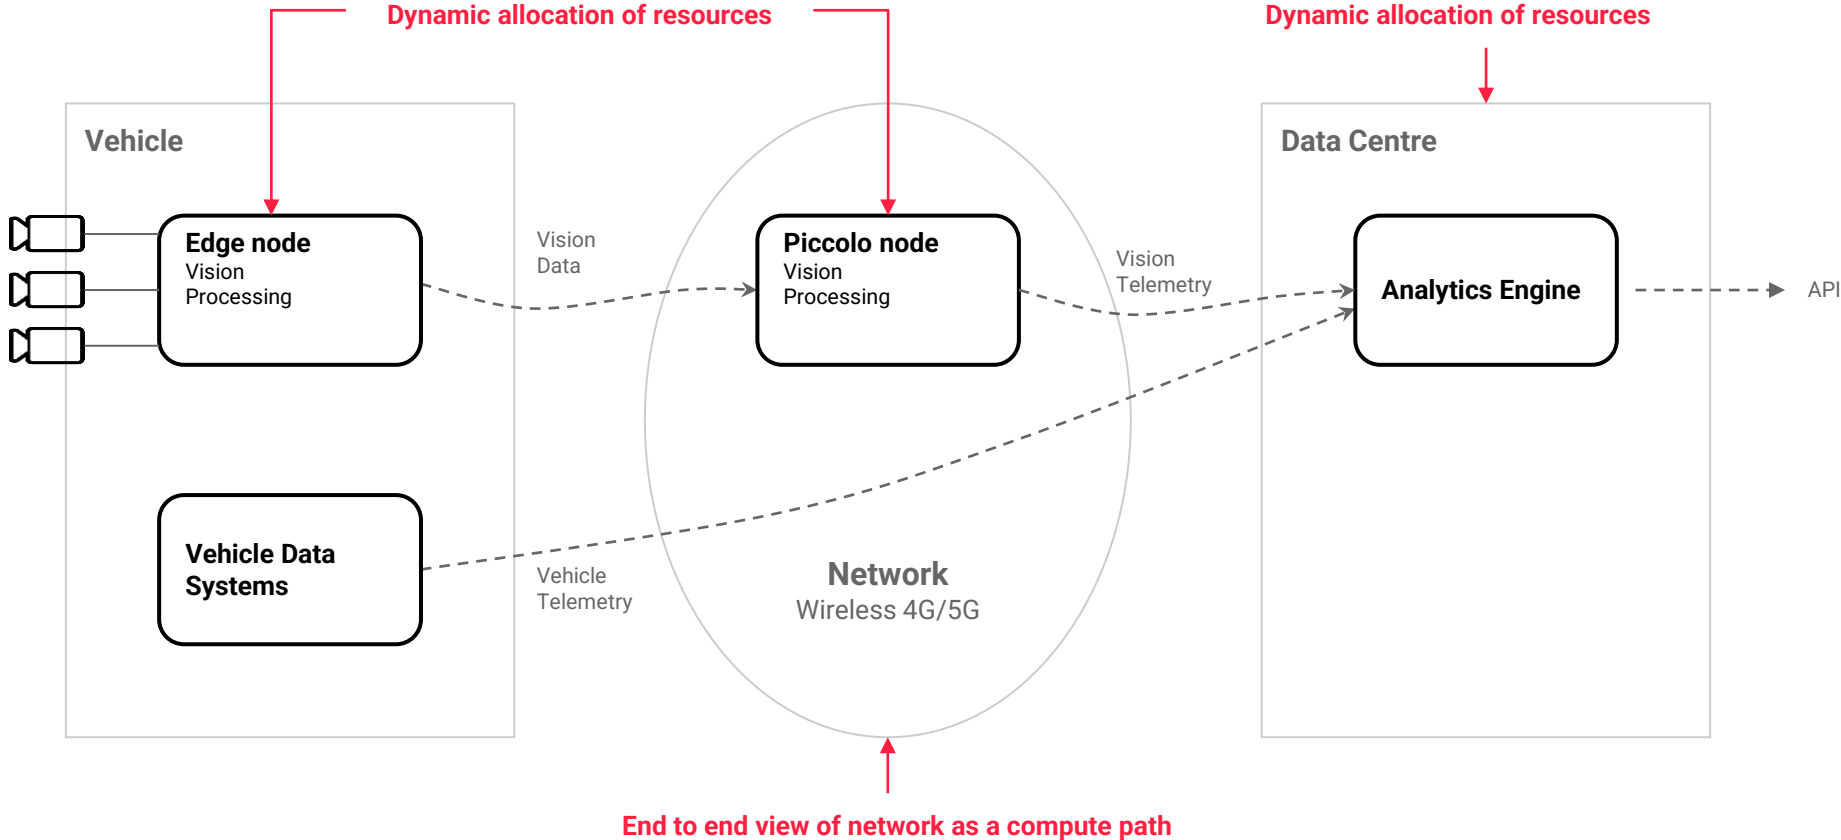 Dynamic allocation of resources
Dynamic allocation of resources
Vehicle
Data Centre
Edge node
Vision
Processing
Vision
Data
Piccolo node
Vision
Processing
Vision
Telemetry
Analytics Engine
API
Vehicle Data
Systems
Vehicle
Telemetry
Network
Wireless 4G/5G
End to end view of network as a compute path